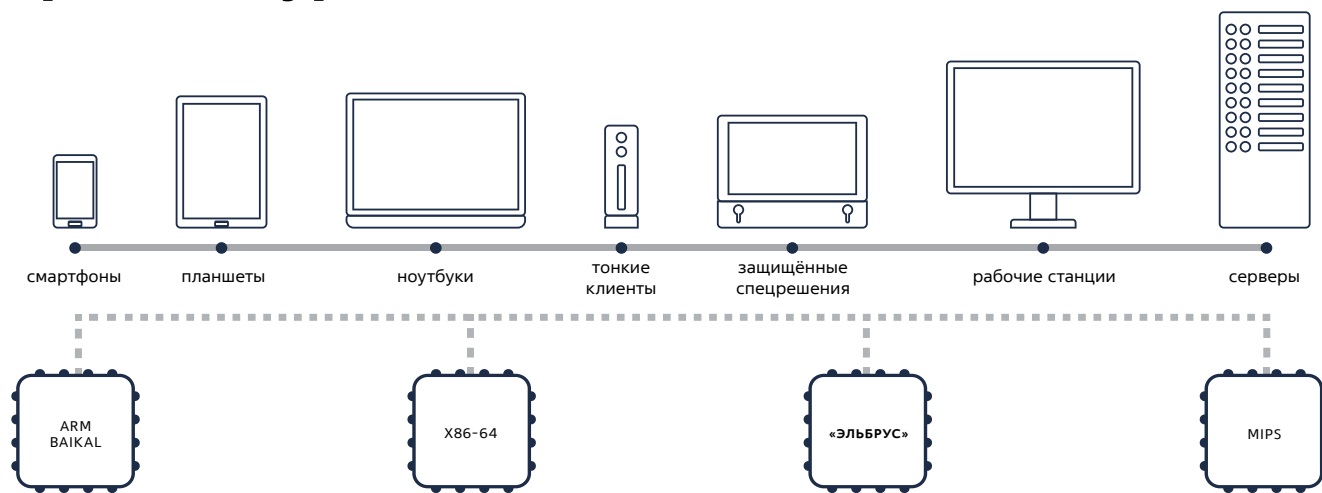 смартфоны
планшеты
ноутбуки
тонкие
клиенты
защищённые
спецрешения
рабочие станции
серверы
ARM
BAIKAL
X86-64
«ЭЛЬБРУС»
MIPS